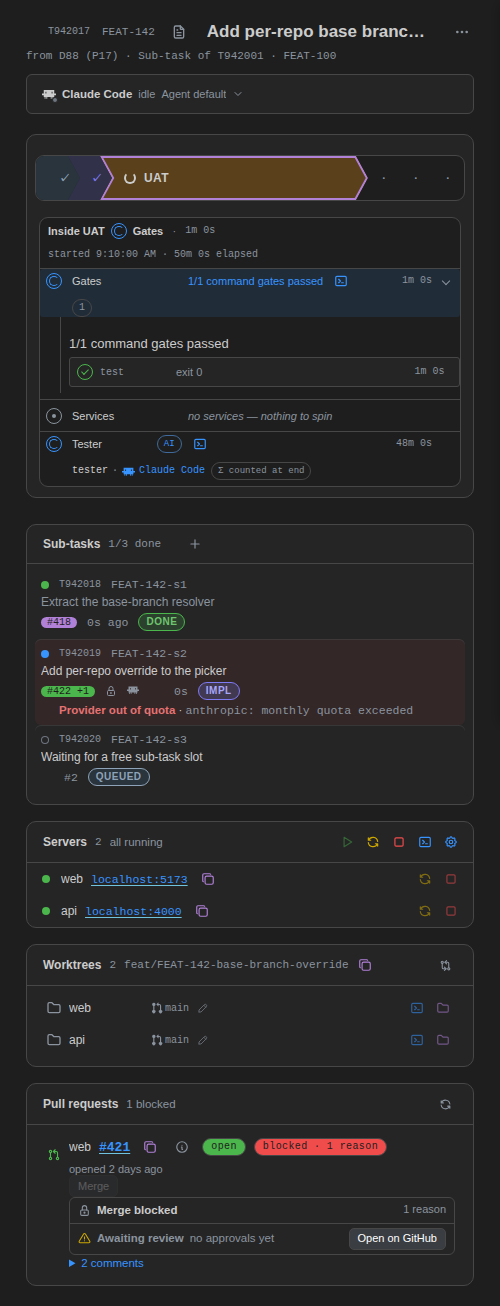 T942017 FEAT-142 Add per-repo base branc…
from D88 (P17) · Sub-task of T942001 · FEAT-100
Claude Code idle Agent default
UAT
Inside UAT Gates · 1m 0s
started 9:10:00 AM · 50m 0s elapsed
Gates 1/1 command gates passed 1m 0s
1
1/1 command gates passed
test exit 0 1m 0s
Services no services — nothing to spin
Tester AI 48m 0s
tester · Claude Code Σ counted at end
Sub-tasks 1/3 done
T942018 FEAT-142-s1
Extract the base-branch resolver
#418 0s ago DONE
T942019 FEAT-142-s2
Add per-repo override to the picker
#422 +1 0s IMPL
Provider out of quota · anthropic: monthly quota exceeded
T942020 FEAT-142-s3
Waiting for a free sub-task slot
#2 QUEUED
Servers 2 all running
web localhost:5173
api localhost:4000
Worktrees 2 feat/FEAT-142-base-branch-override
web main
api main
Pull requests 1 blocked
web #421 open blocked · 1 reason
opened 2 days ago
Merge
Merge blocked 1 reason
Awaiting review no approvals yet Open on GitHub
2 comments